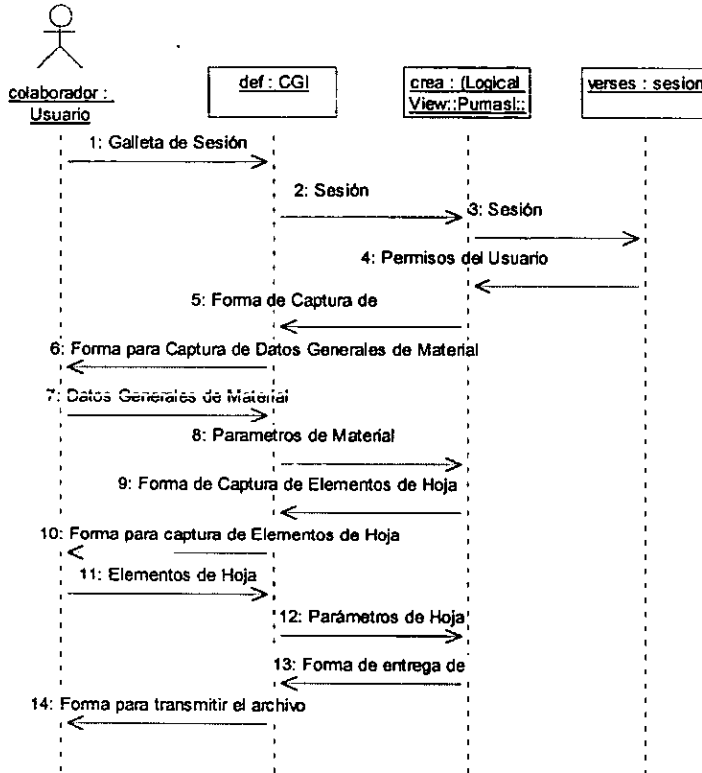 colaborador :
Usuario
def : CGI
crea : (Logical
View::Pumasl::
verses : sesion
1: Galleta de Sesión
2: Sesión
3: Sesión
4: Permisos del Usuario
5: Forma de Captura de
6: Forma para Captura de Datos Generales de Material
7: Datos Generales de Material
8: Parametros de Material
9: Forma de Captura de Elementos de Hoja
10: Forma para captura de Elementos de Hoja
11: Elementos de Hoja
12: Parámetros de Hoja
13: Forma de entrega de
14: Forma para transmitir el archivo